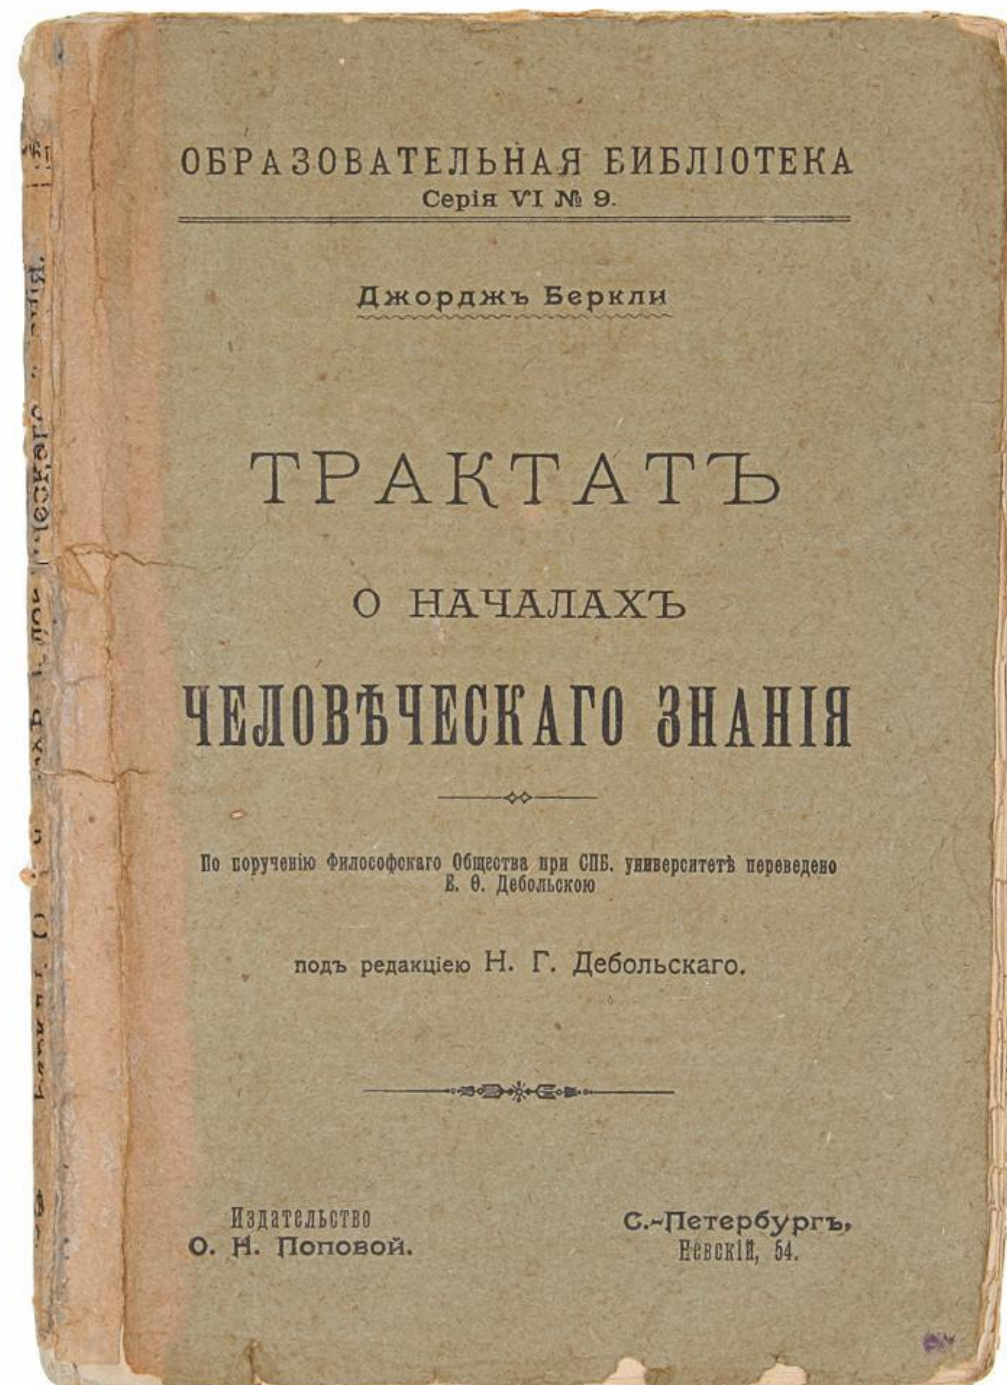 ОБРАЗОВАТЕЛЬНАЯ БИБЛІОТЕКА
Серія VI № 9.
Джорджъ Беркли
ТРАКТАТЪ
О НАЧАЛАХЪ
ЧЕЛОВѢЧЕСКАГО ЗНАНІЯ
По порученію Философскаго Общества при СПБ. университетѣ переведено
Е. Ѳ. Дебольскою
подъ редакціею Н. Г. Дебольскаго.
Издательство
О. Н. Поповой.
С.-Петербургъ,
Невскій, 54.